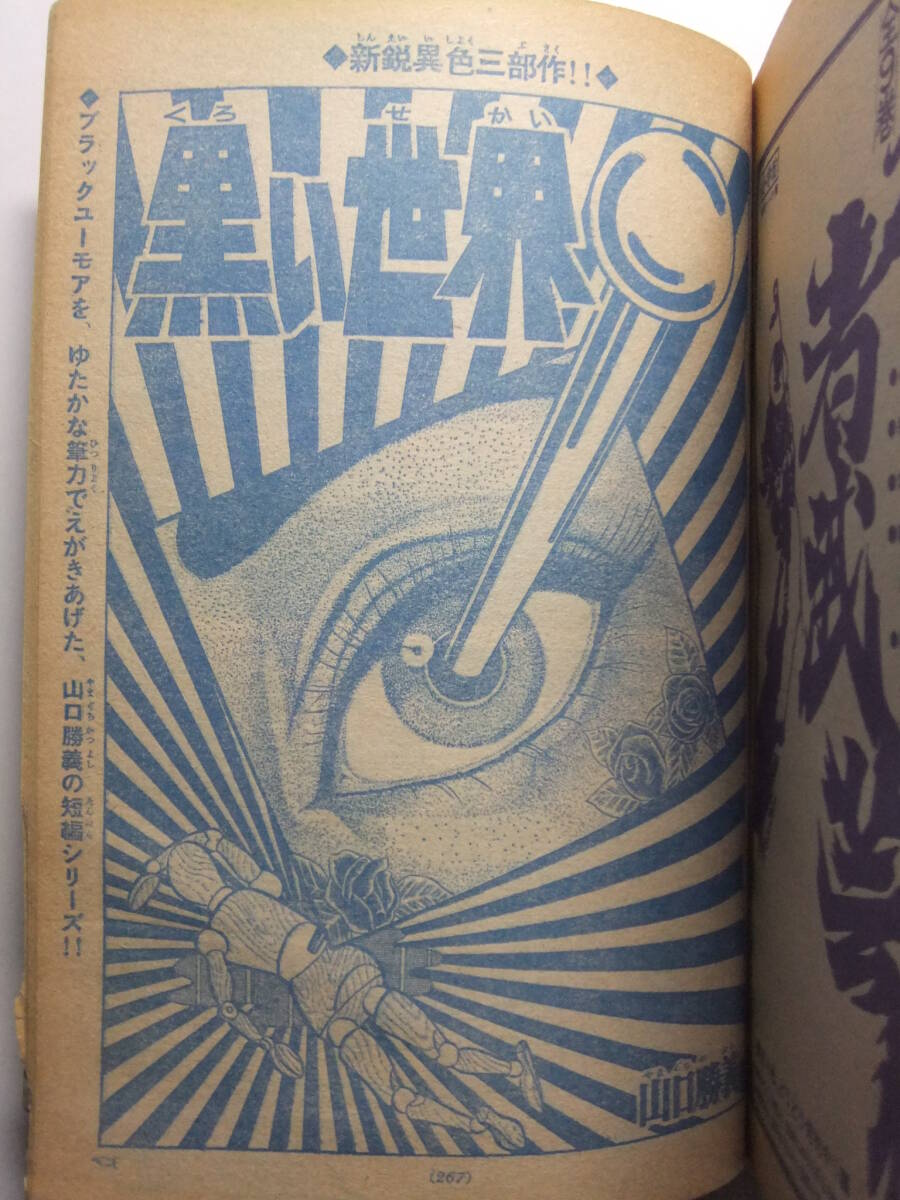 ◆新鋭異色三部作!!◆
黒い世界
◆ブラックユーモアを、ゆたかな筆力でえがきあげた、山口勝義の短編シリーズ!!
山口勝義
(267)
者武